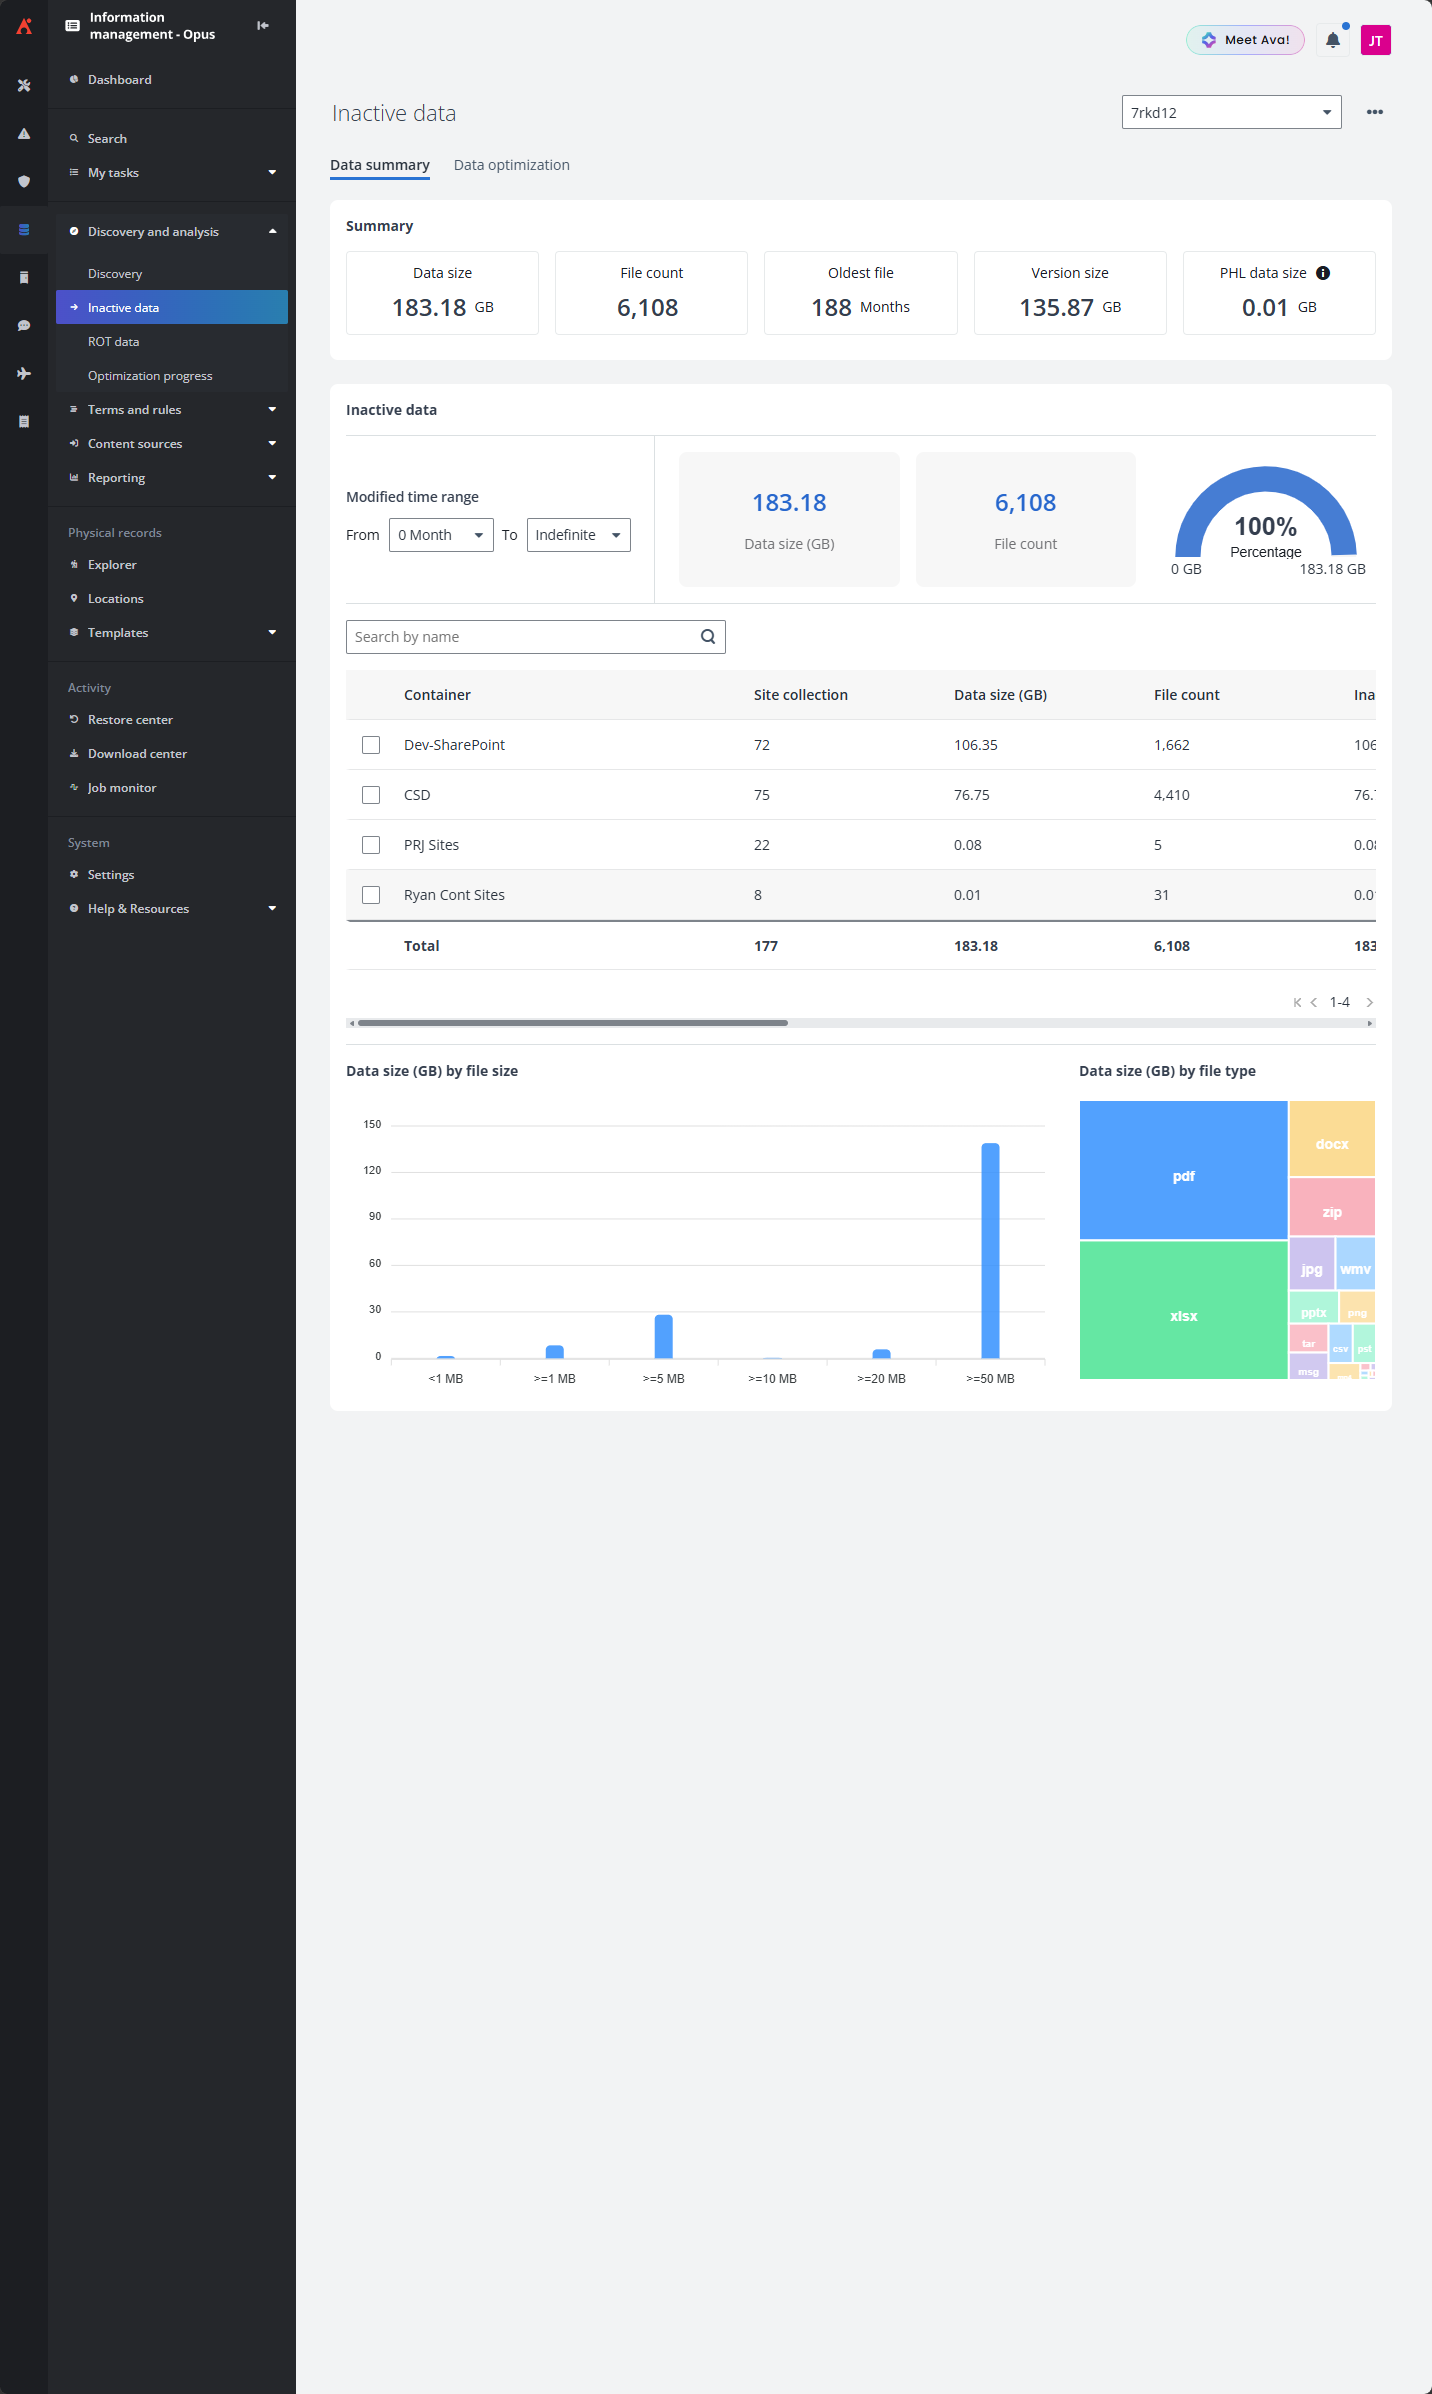 Information
management - Opus
Dashboard
Search
My tasks
Discovery and analysis
Discovery
Inactive data
ROT data
Optimization progress
Terms and rules
Content sources
Reporting
Physical records
Explorer
Locations
Templates
Activity
Restore center
Download center
Job monitor
System
Settings
Help & Resources
Meet Ava!
JT
Inactive data
7rkd12
Data summary Data optimization
Summary
Data size
183.18 GB
File count
6,108
Oldest file
188 Months
Version size
135.87 GB
PHL data size
0.01 GB
Inactive data
Modified time range
From 0 Month To Indefinite
183.18
Data size (GB)
6,108
File count
100%
Percentage
0 GB 183.18 GB
Search by name
Container Site collection Data size (GB) File count Ina
Dev-SharePoint 72 106.35 1,662 106
CSD 75 76.75 4,410 76.
PRJ Sites 22 0.08 5 0.0
Ryan Cont Sites 8 0.01 31 0.0
Total 177 183.18 6,108 183
1-4
Data size (GB) by file size
150
120
90
60
30
0
<1 MB >=1 MB >=5 MB >=10 MB >=20 MB >=50 MB
Data size (GB) by file type
pdf
docx
zip
xlsx
jpg wmv
pptx png
tar csv pst
msg